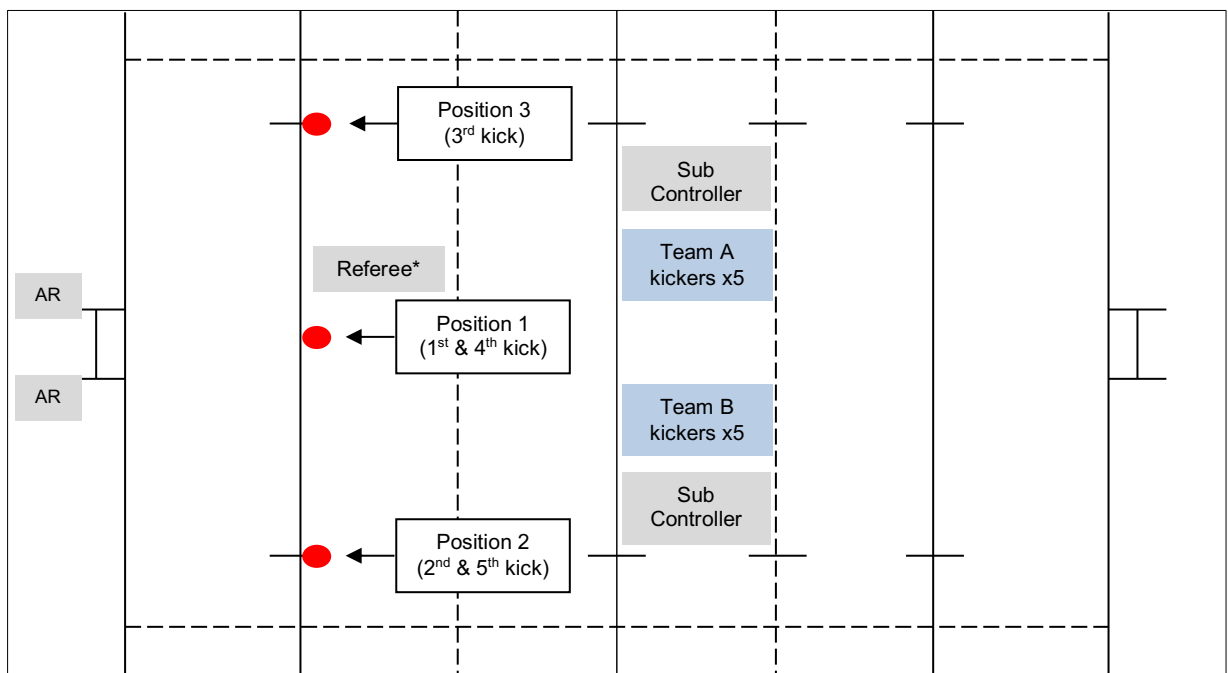 Position 3
(3rd kick)
Sub
Controller
Team A
kickers x5
Referee*
AR
Position 1
(1st & 4th kick)
AR
Team B
kickers x5
Sub
Controller
Position 2
(2nd & 5th kick)